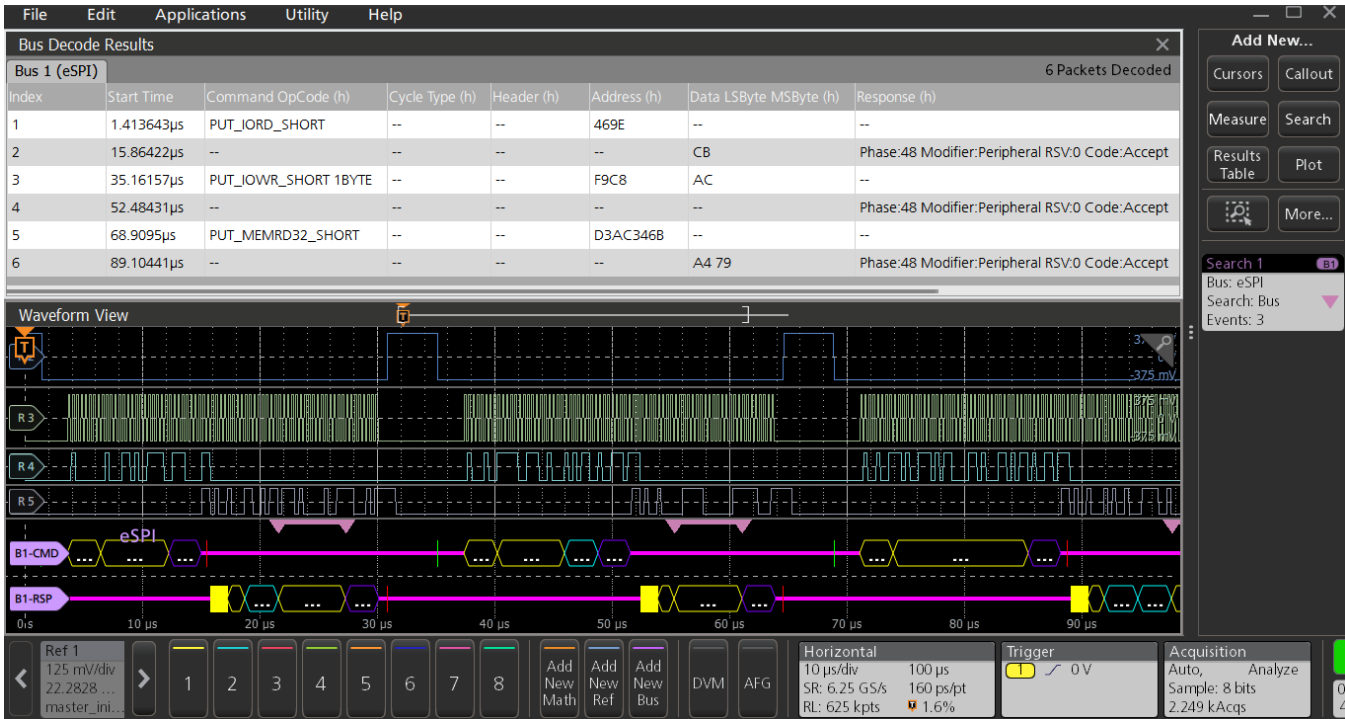 File Edit Applications Utility Help
Bus Decode Results
Bus 1 (eSPI) 6 Packets Decoded
Index Start Time Command OpCode (h) Cycle Type (h) Header (h) Address (h) Data LSByte MSByte (h) Response (h)
1 1.413643µs PUT_IORD_SHORT -- -- 469E -- --
2 15.86422µs -- -- -- -- CB Phase:48 Modifier:Peripheral RSV:0 Code:Accept
3 35.16157µs PUT_IOWR_SHORT 1BYTE -- -- F9C8 AC --
4 52.48431µs -- -- -- -- Phase:48 Modifier:Peripheral RSV:0 Code:Accept
5 68.9095µs PUT_MEMRD32_SHORT -- -- D3AC346B -- --
6 89.10441µs -- -- -- -- A4 79 Phase:48 Modifier:Peripheral RSV:0 Code:Accept
Waveform View
T
T
-375 mV
R3
375 mV
0 V
-375 mV
R4
R5
eSPI
B1-CMD ... ... ... ... ... ... ... ... ... ...
B1-RSP ... ... ... ... ... ... ...
0 s 10 µs 20 µs 30 µs 40 µs 50 µs 60 µs 70 µs 80 µs 90 µs
Add New...
Cursors Callout
Measure Search
Results Table Plot
More...
Search 1 B1
Bus: eSPI
Search: Bus
Events: 3
Ref 1
125 mV/div
22.2828 ...
master_ini...
1 2 3 4 5 6 7 8
Add New Math
Add New Ref
Add New Bus
DVM AFG
Horizontal
10 µs/div 100 µs
SR: 6.25 GS/s 160 ps/pt
RL: 625 kpts T 1.6%
Trigger
1 0 V
Acquisition
Auto, Analyze
Sample: 8 bits
2.249 kAcqs